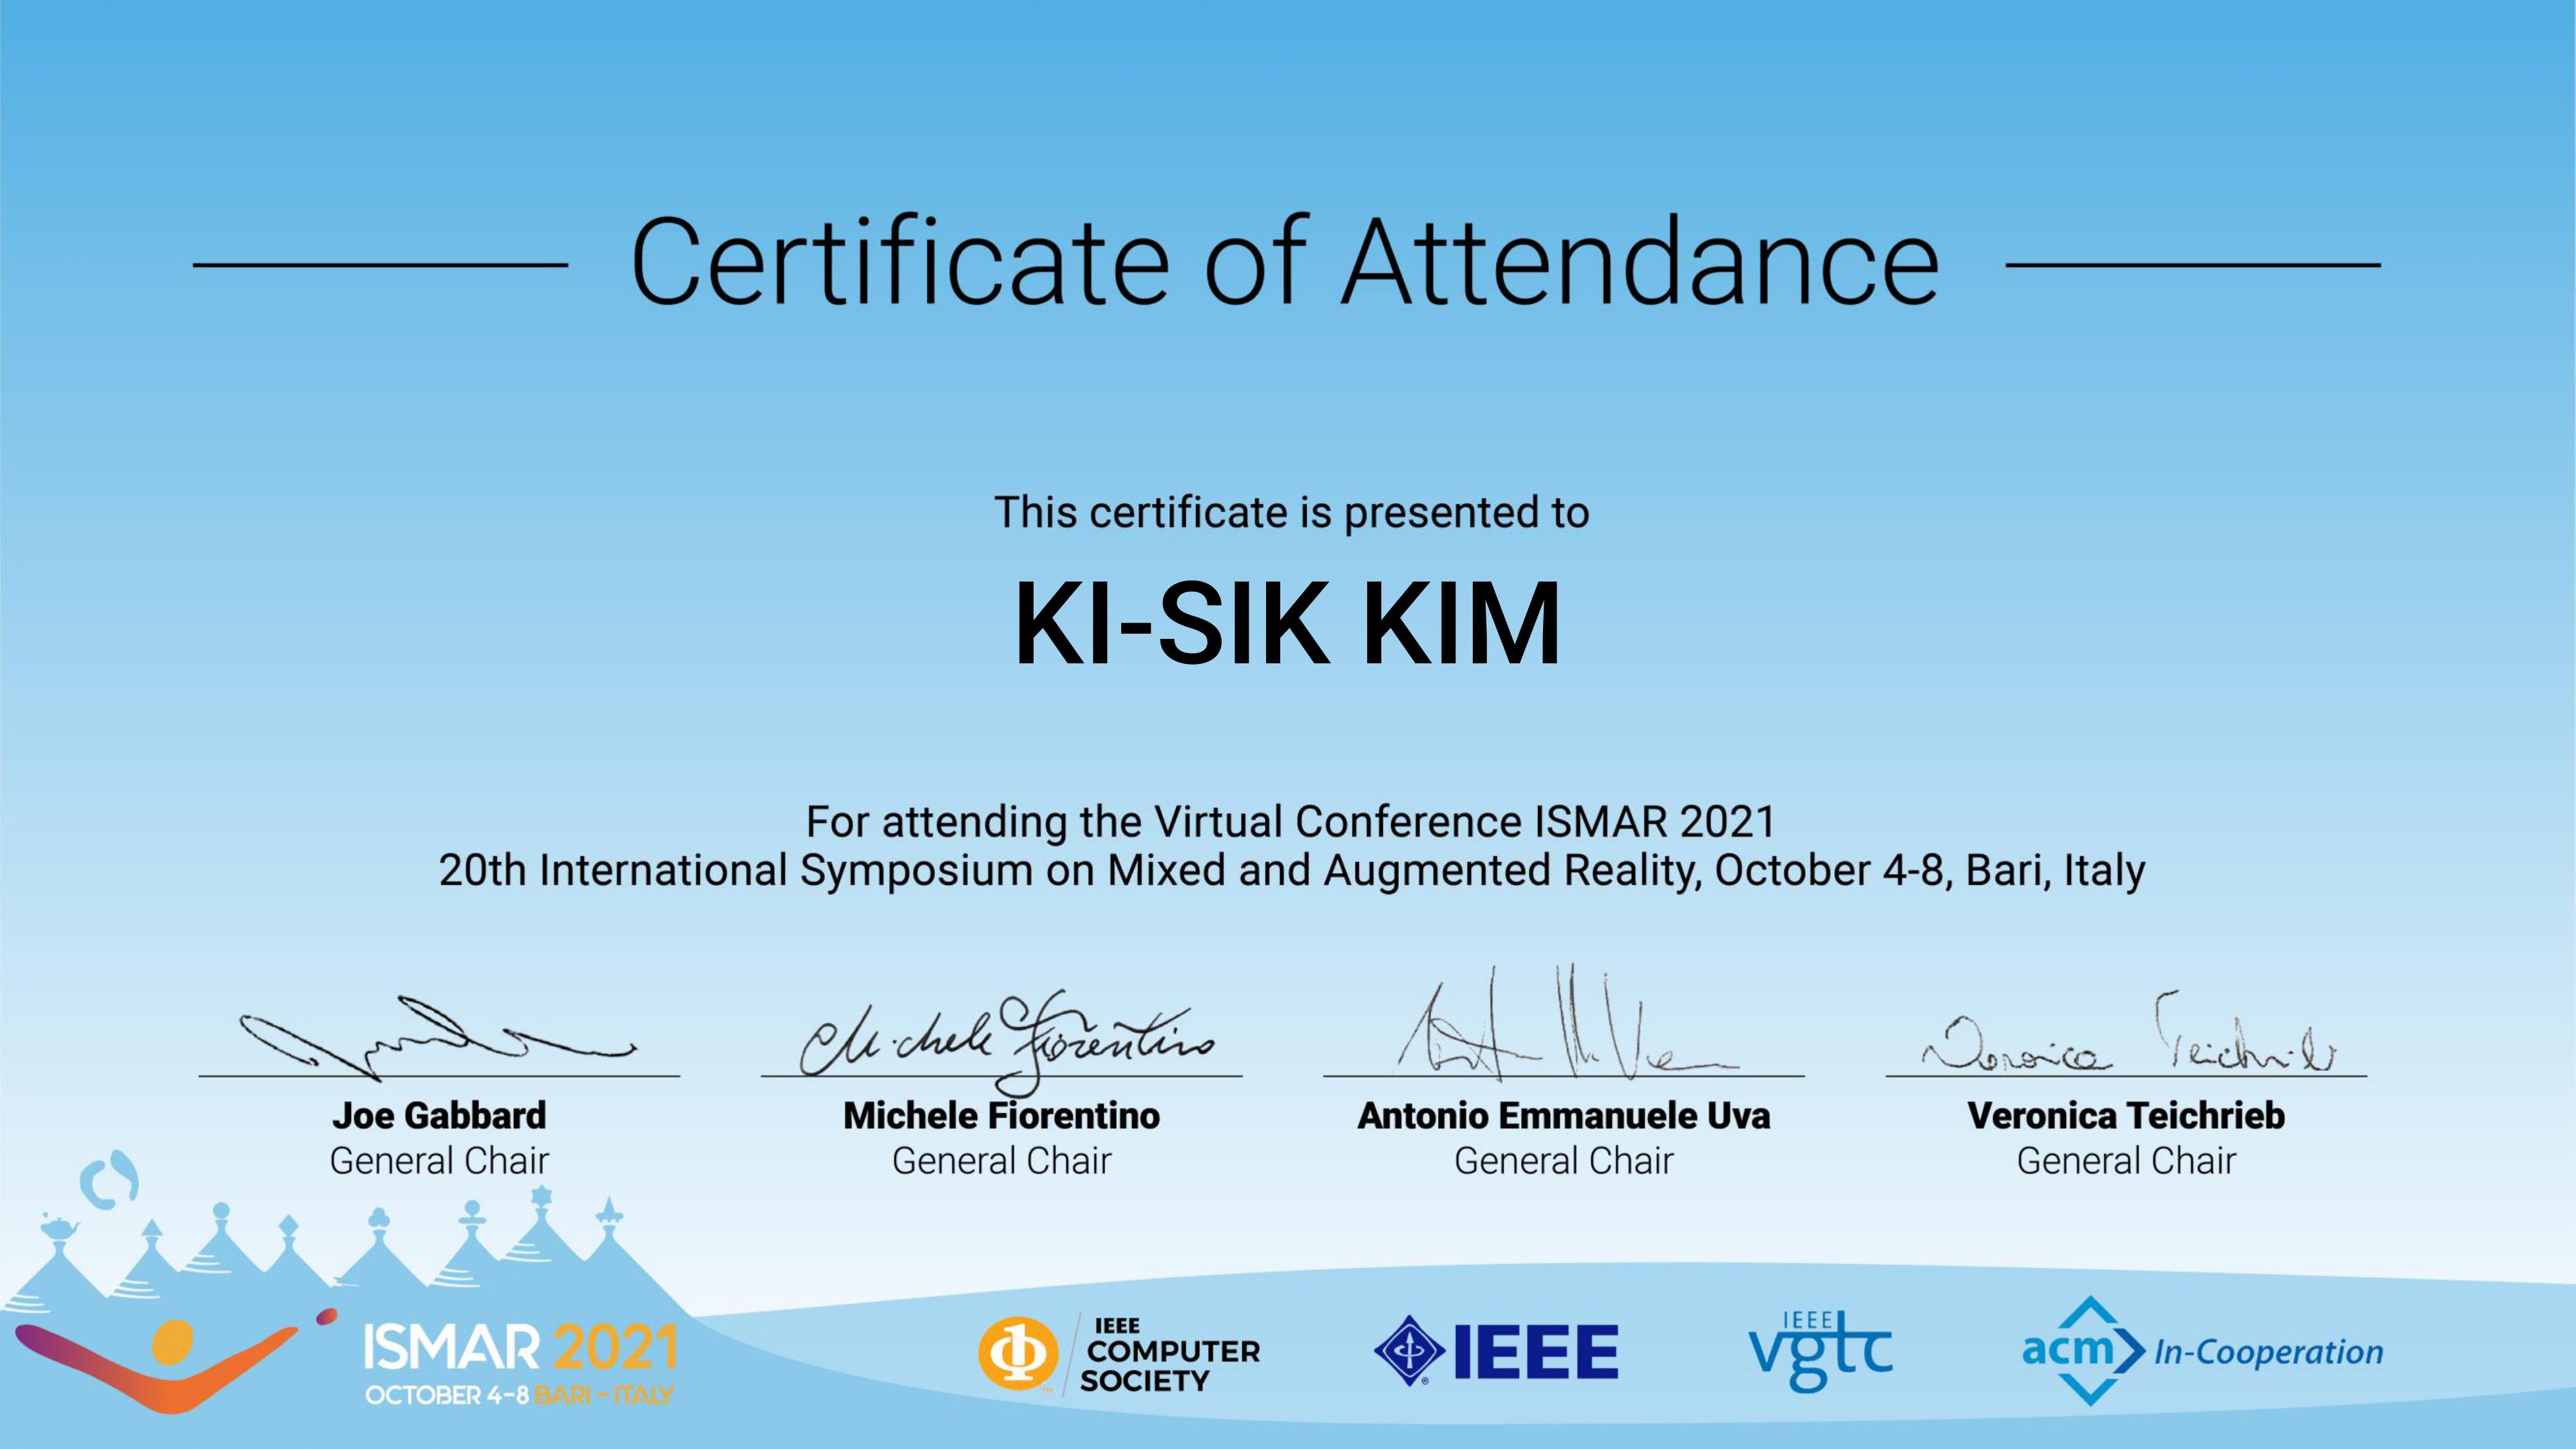 Certificate of Attendance
This certificate is presented to
KI-SIK KIM
For attending the Virtual Conference ISMAR 2021
20th International Symposium on Mixed and Augmented Reality, October 4-8, Bari, Italy
Michele Fiorentino
Veronica Teichrieb
Joe Gabbard
General Chair
Michele Fiorentino
General Chair
Antonio Emmanuele Uva
General Chair
Veronica Teichrieb
General Chair
ISMAR 2021
OCTOBER 4-8 BARI - ITALY
IEEE
COMPUTER
SOCIETY
IEEE
IEEE
vgtc
acm In-Cooperation